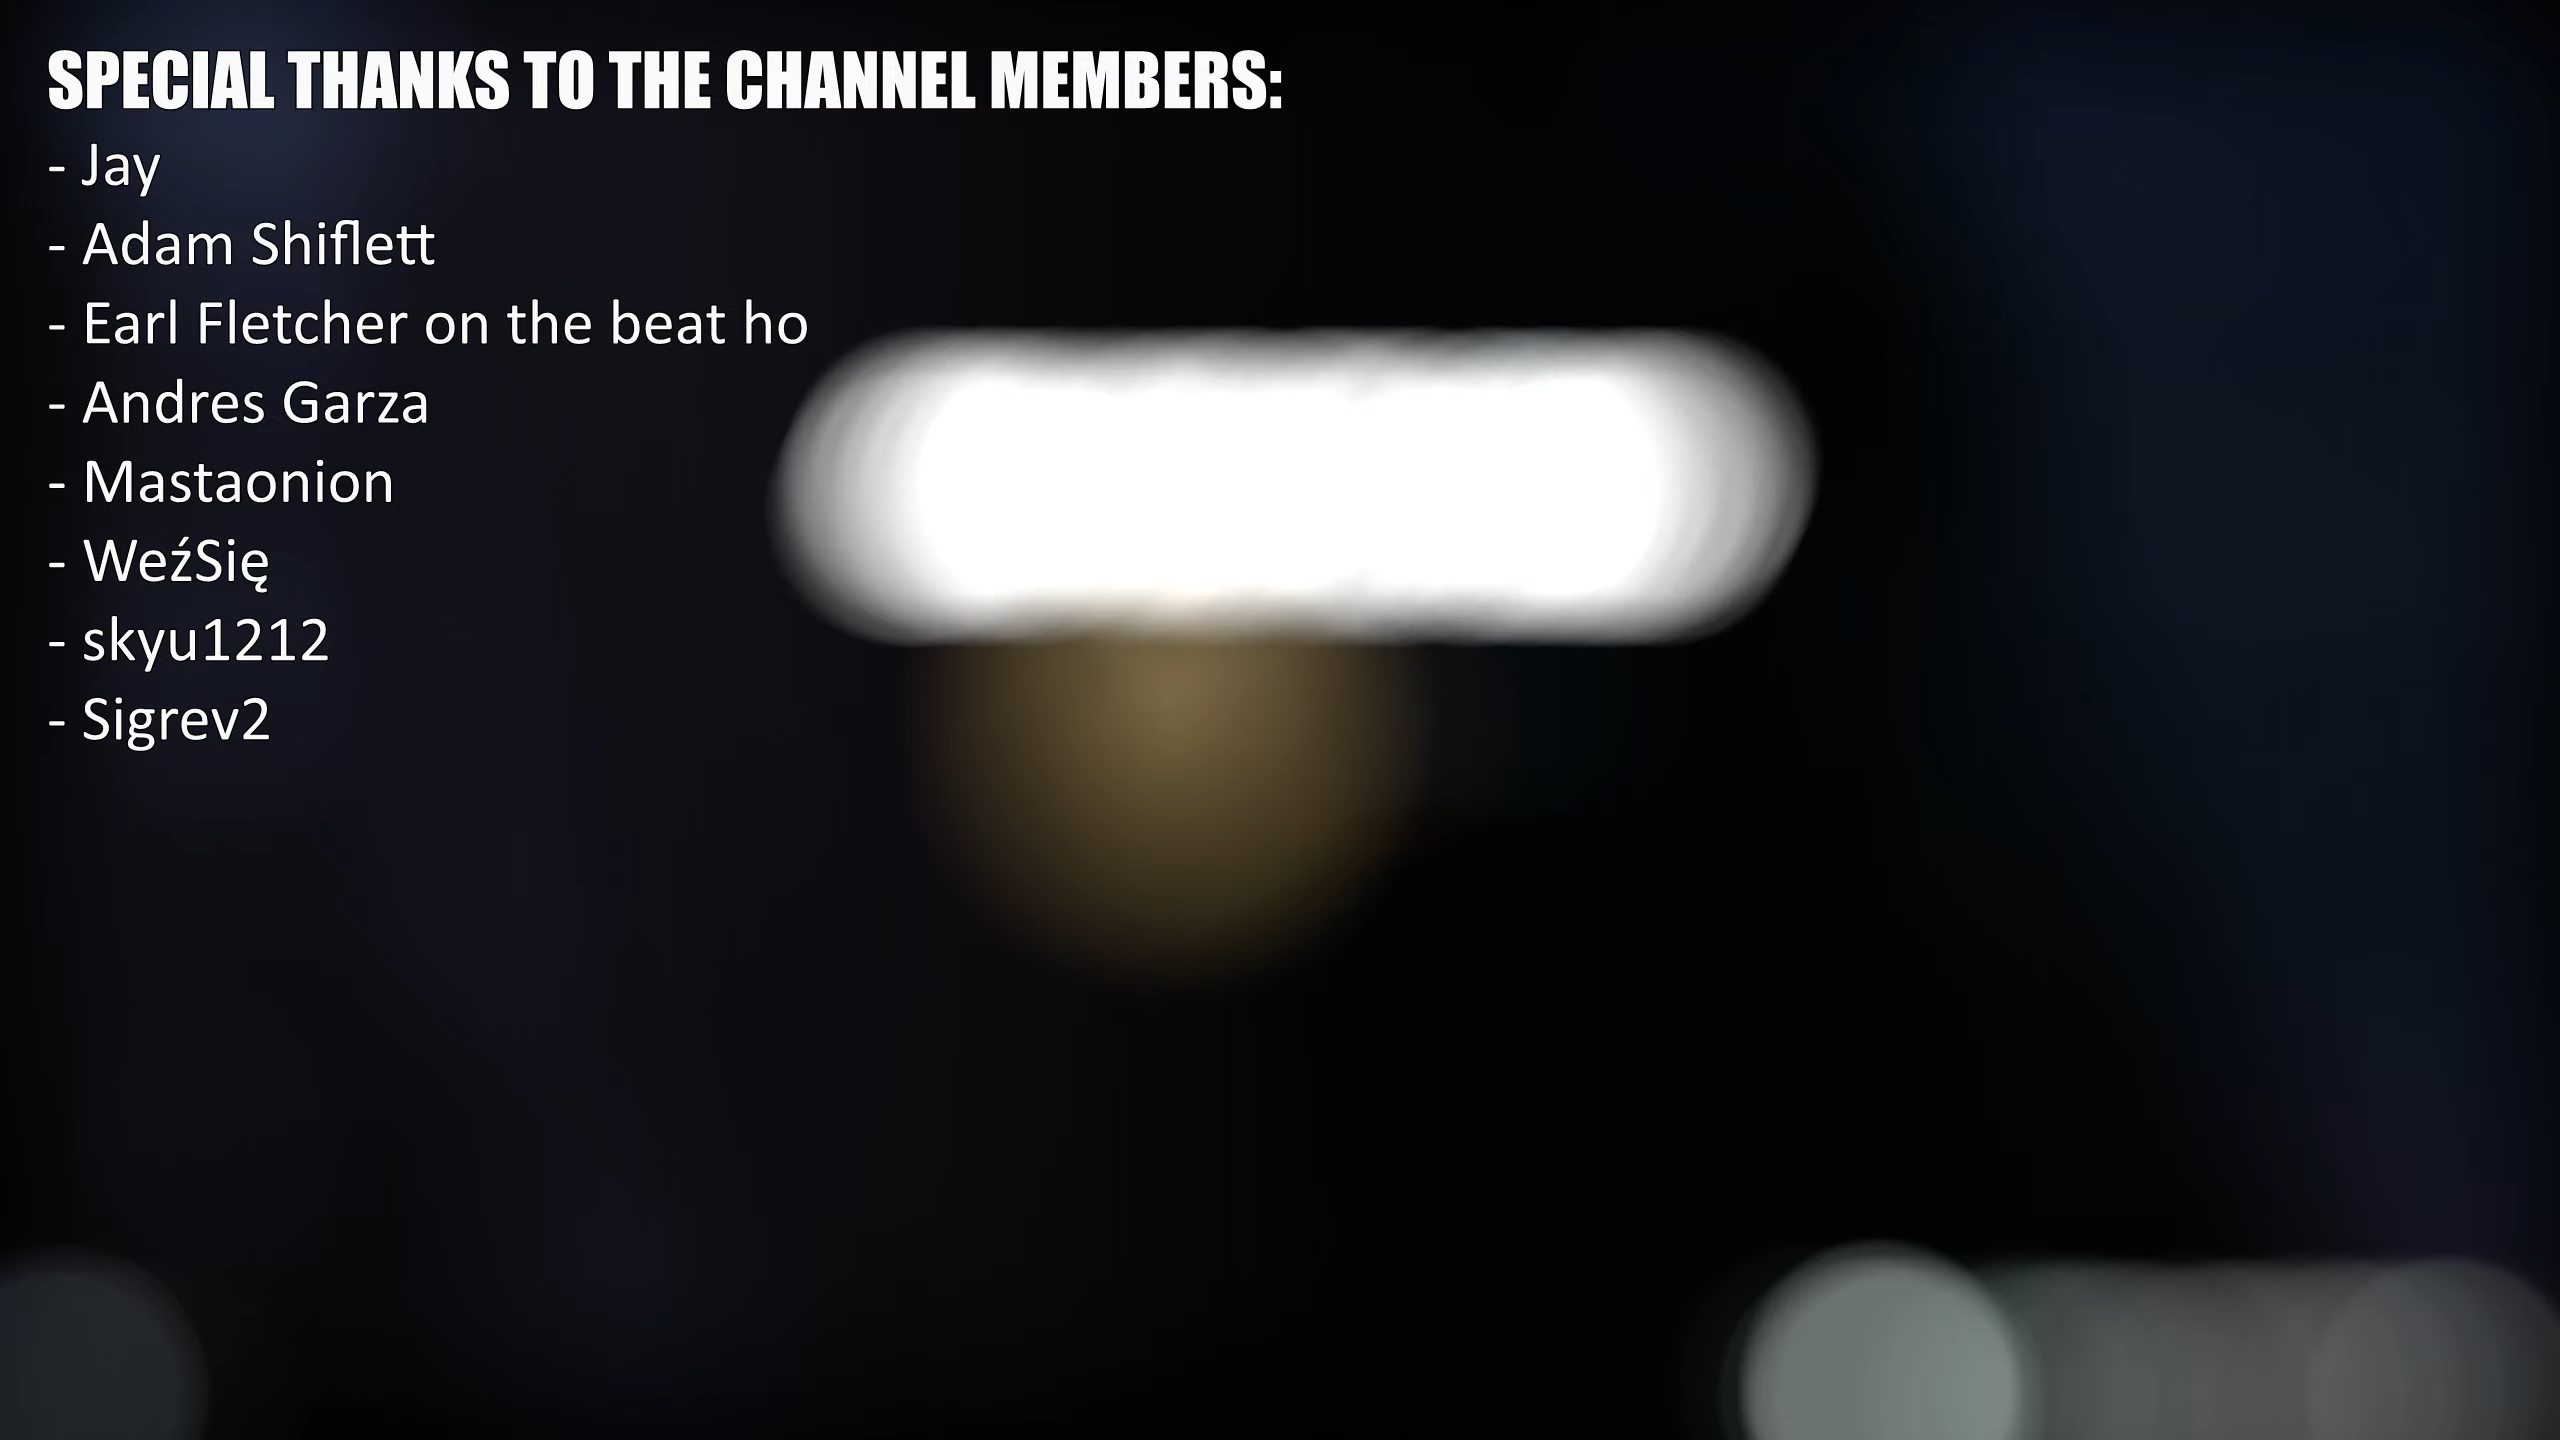 SPECIAL THANKS TO THE CHANNEL MEMBERS:
- Jay
- Adam Shiflett
- Earl Fletcher on the beat ho
- Andres Garza
- Mastaonion
- WeźSię
- skyu1212
- Sigrev2